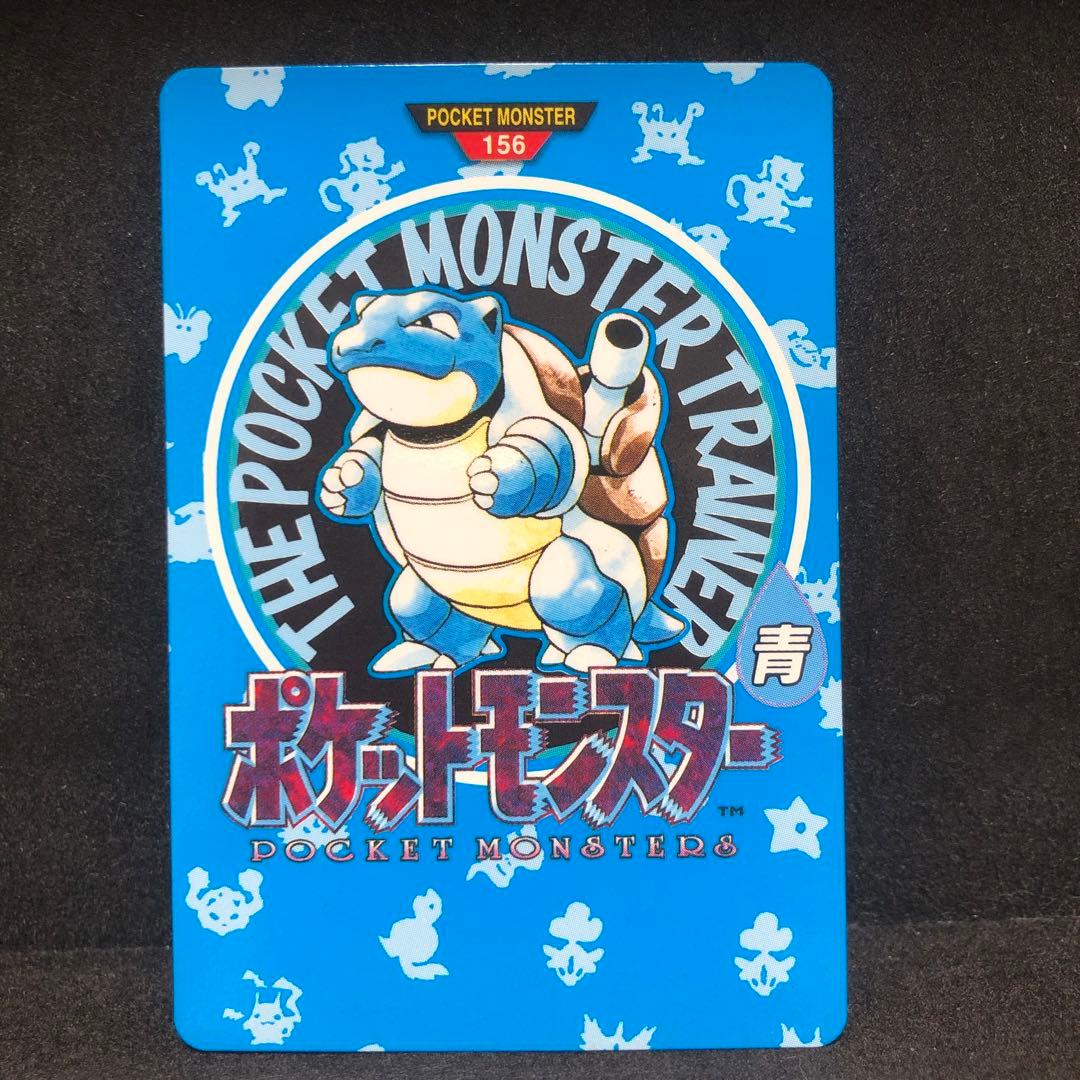 POCKET MONSTER
156
THE POCKET MONSTER TRAINER
青
ポケットモンスター
TM
POCKET MONSTERS